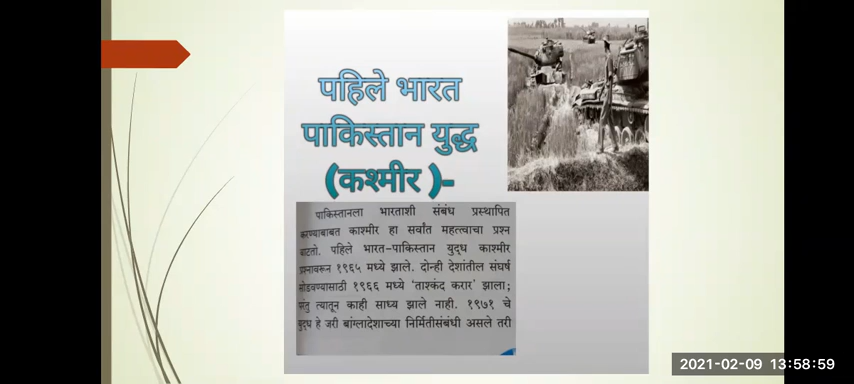 पहिले भारत
पाकिस्तान युद्ध
(कश्मीर )-
पाकिस्तानला भारताशी संबंध प्रस्थापित
करण्याबाबत काश्मीर हा सर्वांत महत्त्वाचा प्रश्न
वाटतो. पहिले भारत-पाकिस्तान युद्ध काश्मीर
प्रश्नावरून १९६५ मध्ये झाले. दोन्ही देशांतील संघर्ष
सोडवण्यासाठी १९६६ मध्ये 'ताश्कंद करार' झाला;
परंतु त्यातून काही साध्य झाले नाही. १९७१ चे
युद्ध हे जरी बांग्लादेशाच्या निर्मितीसंबंधी असले तरी
2021-02-09 13:58:59